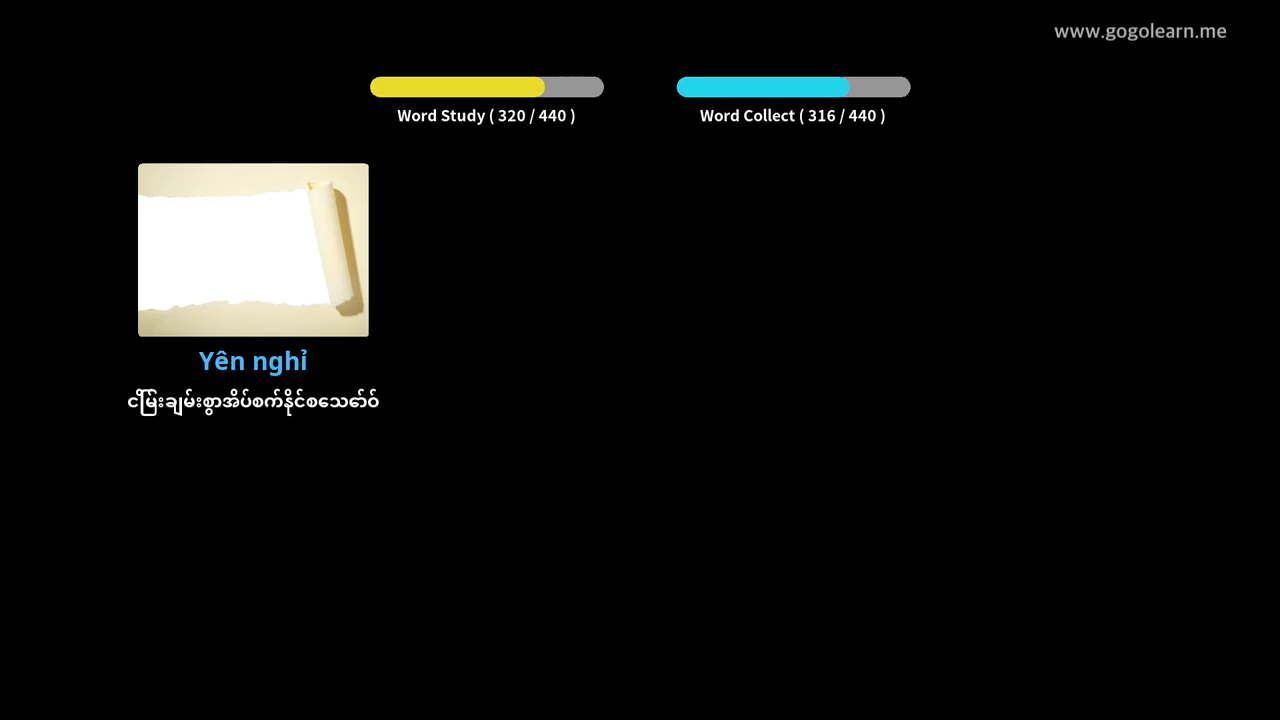 www.gogolearn.me
Word Study ( 320 / 440 )
Word Collect ( 316 / 440 )
Yên nghỉ
ငြိမ်းချမ်းစွာအိပ်စက်နိုင်စသော်ဝ်